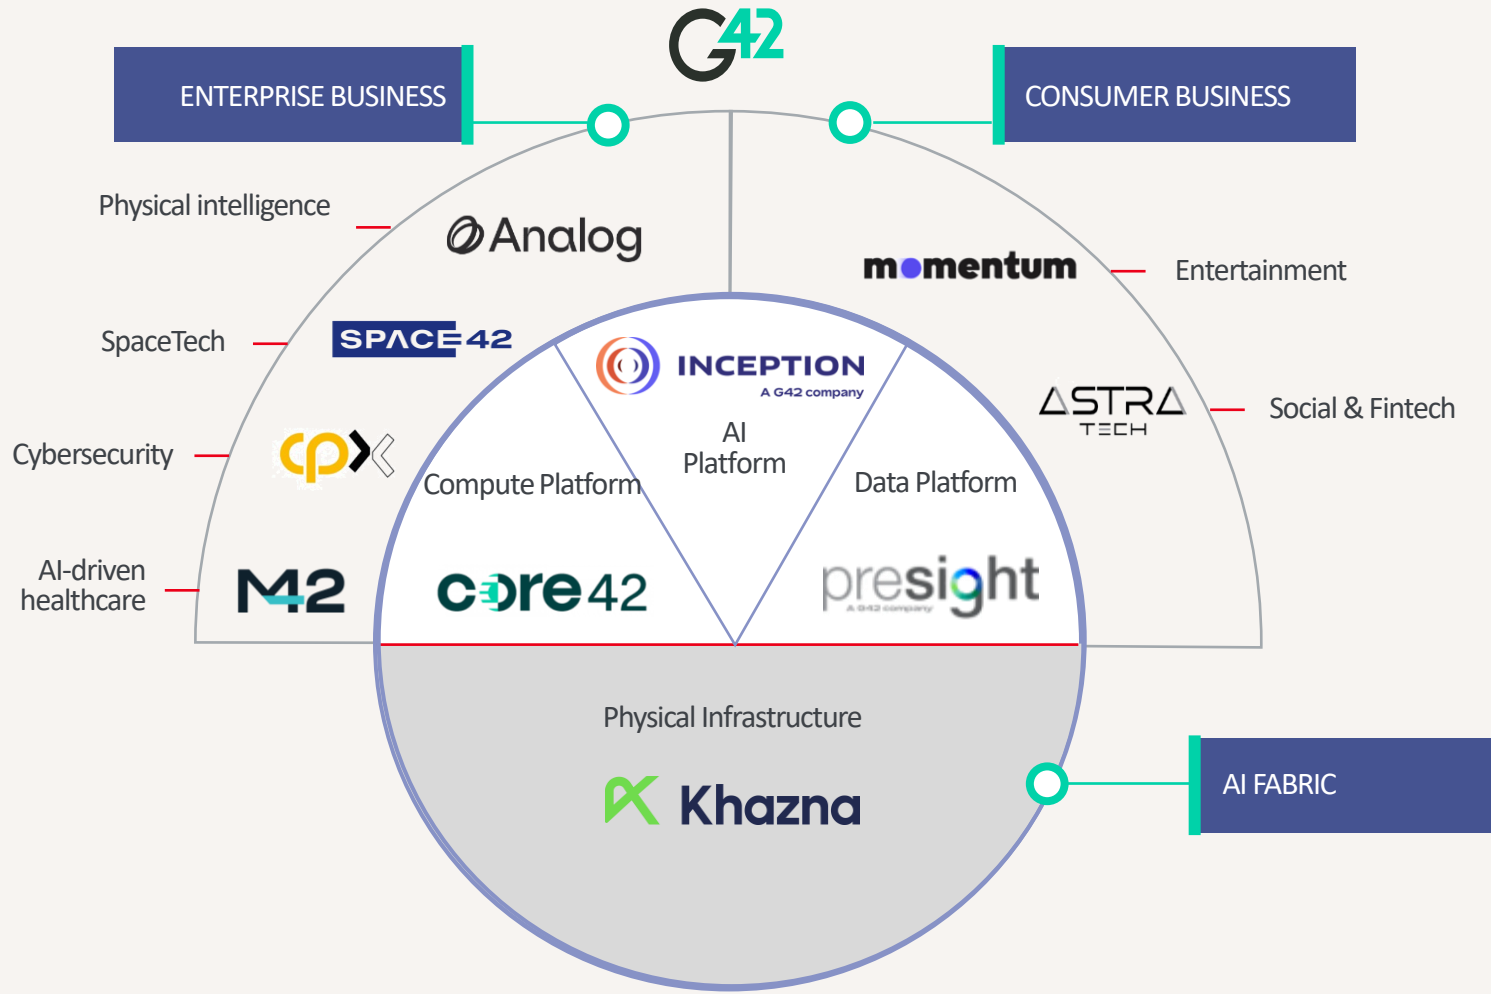 G42
ENTERPRISE BUSINESS
CONSUMER BUSINESS
Physical intelligence
Analog
momentum
Entertainment
SpaceTech
SPACE42
INCEPTION
A G42 company
ASTRA
TECH
Social & Fintech
Cybersecurity
cpx
AI
Platform
Compute Platform
Data Platform
AI-driven
healthcare
M42
core42
presight
A G42 company
Physical Infrastructure
Khazna
AI FABRIC